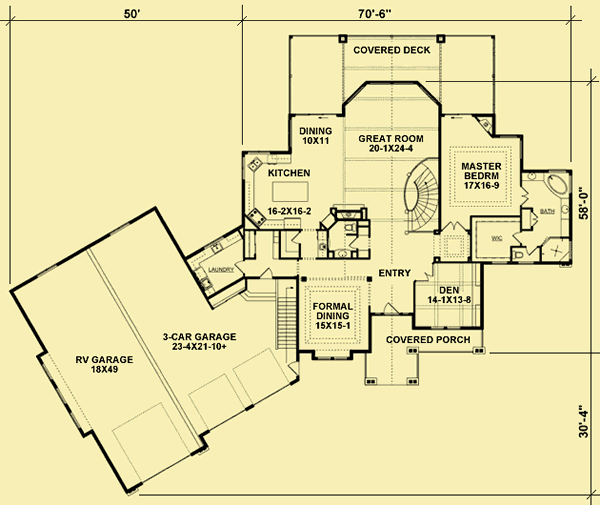 50'
70'-6"
COVERED DECK
DINING
10X11
GREAT ROOM
20-1X24-4
KITCHEN
16-2X16-2
MASTER
BEDRM
17X16-9
BATH
WIC
58'-0"
LAUNDRY
ENTRY
DEN
14-1X13-8
FORMAL
DINING
15X15-1
3-CAR GARAGE
23-4X21-10+
RV GARAGE
18X49
COVERED PORCH
30'-4"